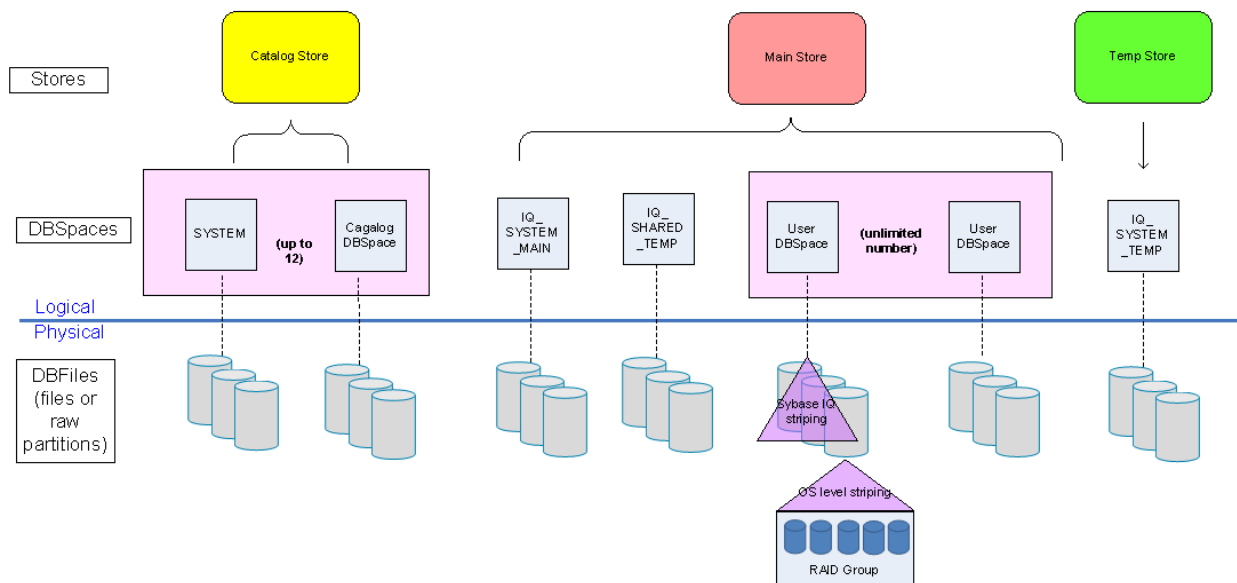 Catalog Store
Main Store
Temp Store
Stores
DBSpaces
SYSTEM
(up to
12)
Cagalog
DBSpace
IQ_
SYSTEM
_MAIN
IQ_
SHARED
_TEMP
User
DBSpace
(unlimited
number)
User
DBSpace
IQ_
SYSTEM
_TEMP
Logical
Physical
DBFiles
(files or
raw
partitions)
Sybase IQ
striping
OS level striping
RAID Group